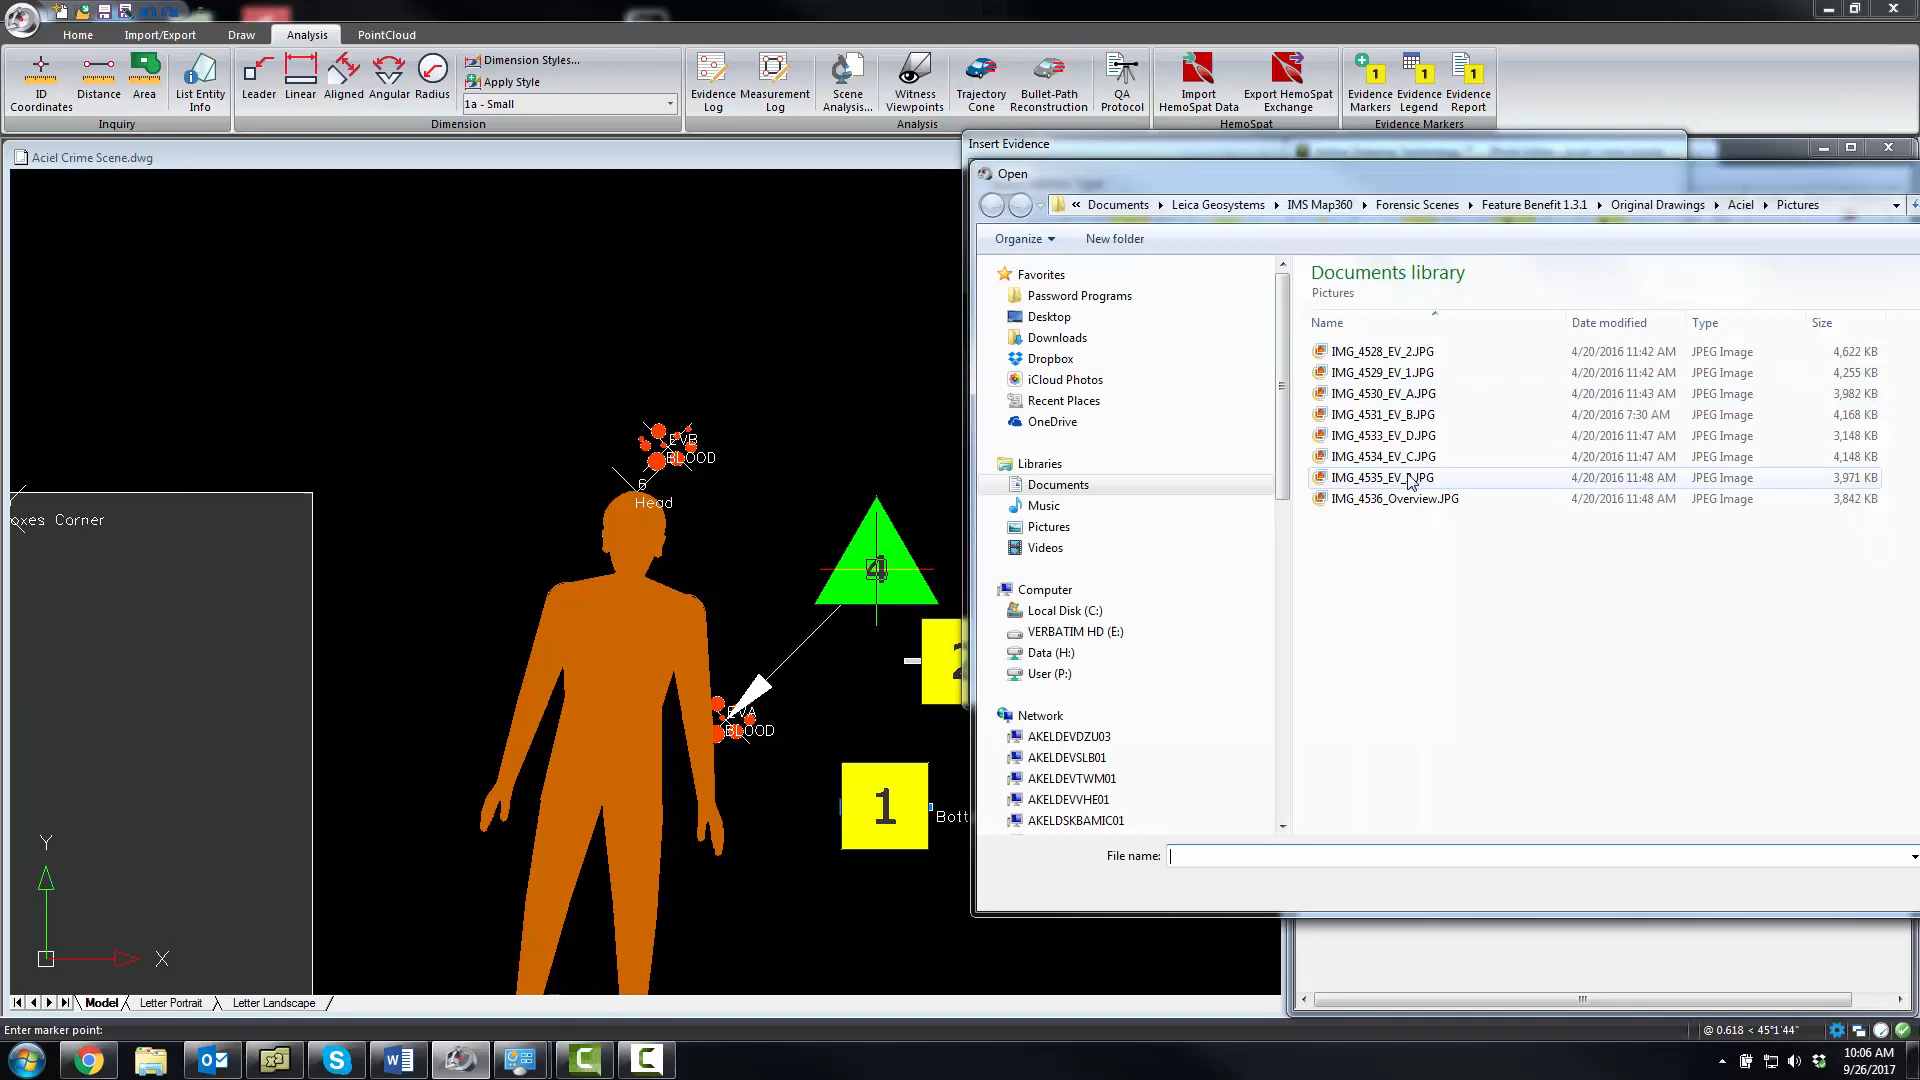 Home Import/Export Draw Analysis PointCloud
ID Coordinates
Distance
Area
List Entity Info
Inquiry
Leader
Linear
Aligned
Angular
Radius
Dimension Styles...
Apply Style
1a - Small
Dimension
Evidence Log
Measurement Log
Scene Analysis...
Witness Viewpoints
Trajectory Cone
Bullet-Path Reconstruction
QA Protocol
Analysis
Import HemoSpat Data
Export HemoSpat Exchange
HemoSpat
1
Evidence Markers
1
Evidence Legend
1
Evidence Report
Evidence Markers
Aciel Crime Scene.dwg
oxes Corner
EVB
BLOOD
6
Head
4
2
EVA
BLOOD
1
Bott
Y
X
Insert Evidence
Open
« Documents Leica Geosystems IMS Map360 Forensic Scenes Feature Benefit 1.3.1 Original Drawings Aciel Pictures
Organize New folder
Favorites
Password Programs
Desktop
Downloads
Dropbox
iCloud Photos
Recent Places
OneDrive
Libraries
Documents
Music
Pictures
Videos
Computer
Local Disk (C:)
VERBATIM HD (E:)
Data (H:)
User (P:)
Network
AKELDEVDZU03
AKELDEVSLB01
AKELDEVTWM01
AKELDEVVHE01
AKELDSKBAMIC01
Documents library
Pictures
Name Date modified Type Size
IMG_4528_EV_2.JPG 4/20/2016 11:42 AM JPEG Image 4,622 KB
IMG_4529_EV_1.JPG 4/20/2016 11:42 AM JPEG Image 4,255 KB
IMG_4530_EV_A.JPG 4/20/2016 11:43 AM JPEG Image 3,982 KB
IMG_4531_EV_B.JPG 4/20/2016 7:30 AM JPEG Image 4,168 KB
IMG_4533_EV_D.JPG 4/20/2016 11:47 AM JPEG Image 3,148 KB
IMG_4534_EV_C.JPG 4/20/2016 11:47 AM JPEG Image 4,148 KB
4/20/2016 11:48 AM JPEG Image 3,971 KB
IMG_4536_Overview.JPG 4/20/2016 11:48 AM JPEG Image 3,842 KB
File name:
Model Letter Portrait Letter Landscape
Enter marker point:
@ 0.618 < 45°1'44"
10:06 AM
9/26/2017